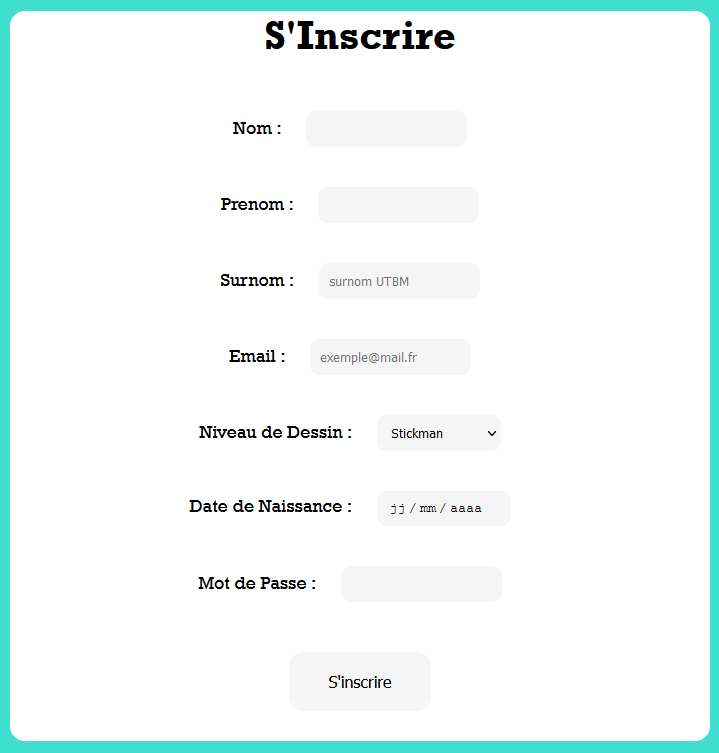 S'Inscrire
Nom :
Prenom :
Surnom : surnom UTBM
Email : exemple@mail.fr
Niveau de Dessin : Stickman
Date de Naissance : jj / mm / aaaa
Mot de Passe :
S'inscrire